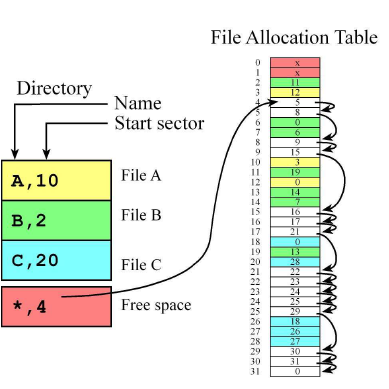 File Allocation Table
Directory
Name
Start sector
A,10
File A
B,2
File B
C,20
File C
*,4
Free space
0 x
1 x
2 11
3 12
4 5
5 8
6 0
7 6
8 9
9 15
10 3
11 19
12 0
13 14
14 7
15 16
16 17
17 21
18 0
19 13
20 28
21 22
22 23
23 24
24 25
25 29
26 18
27 26
28 27
29 30
30 31
31 0